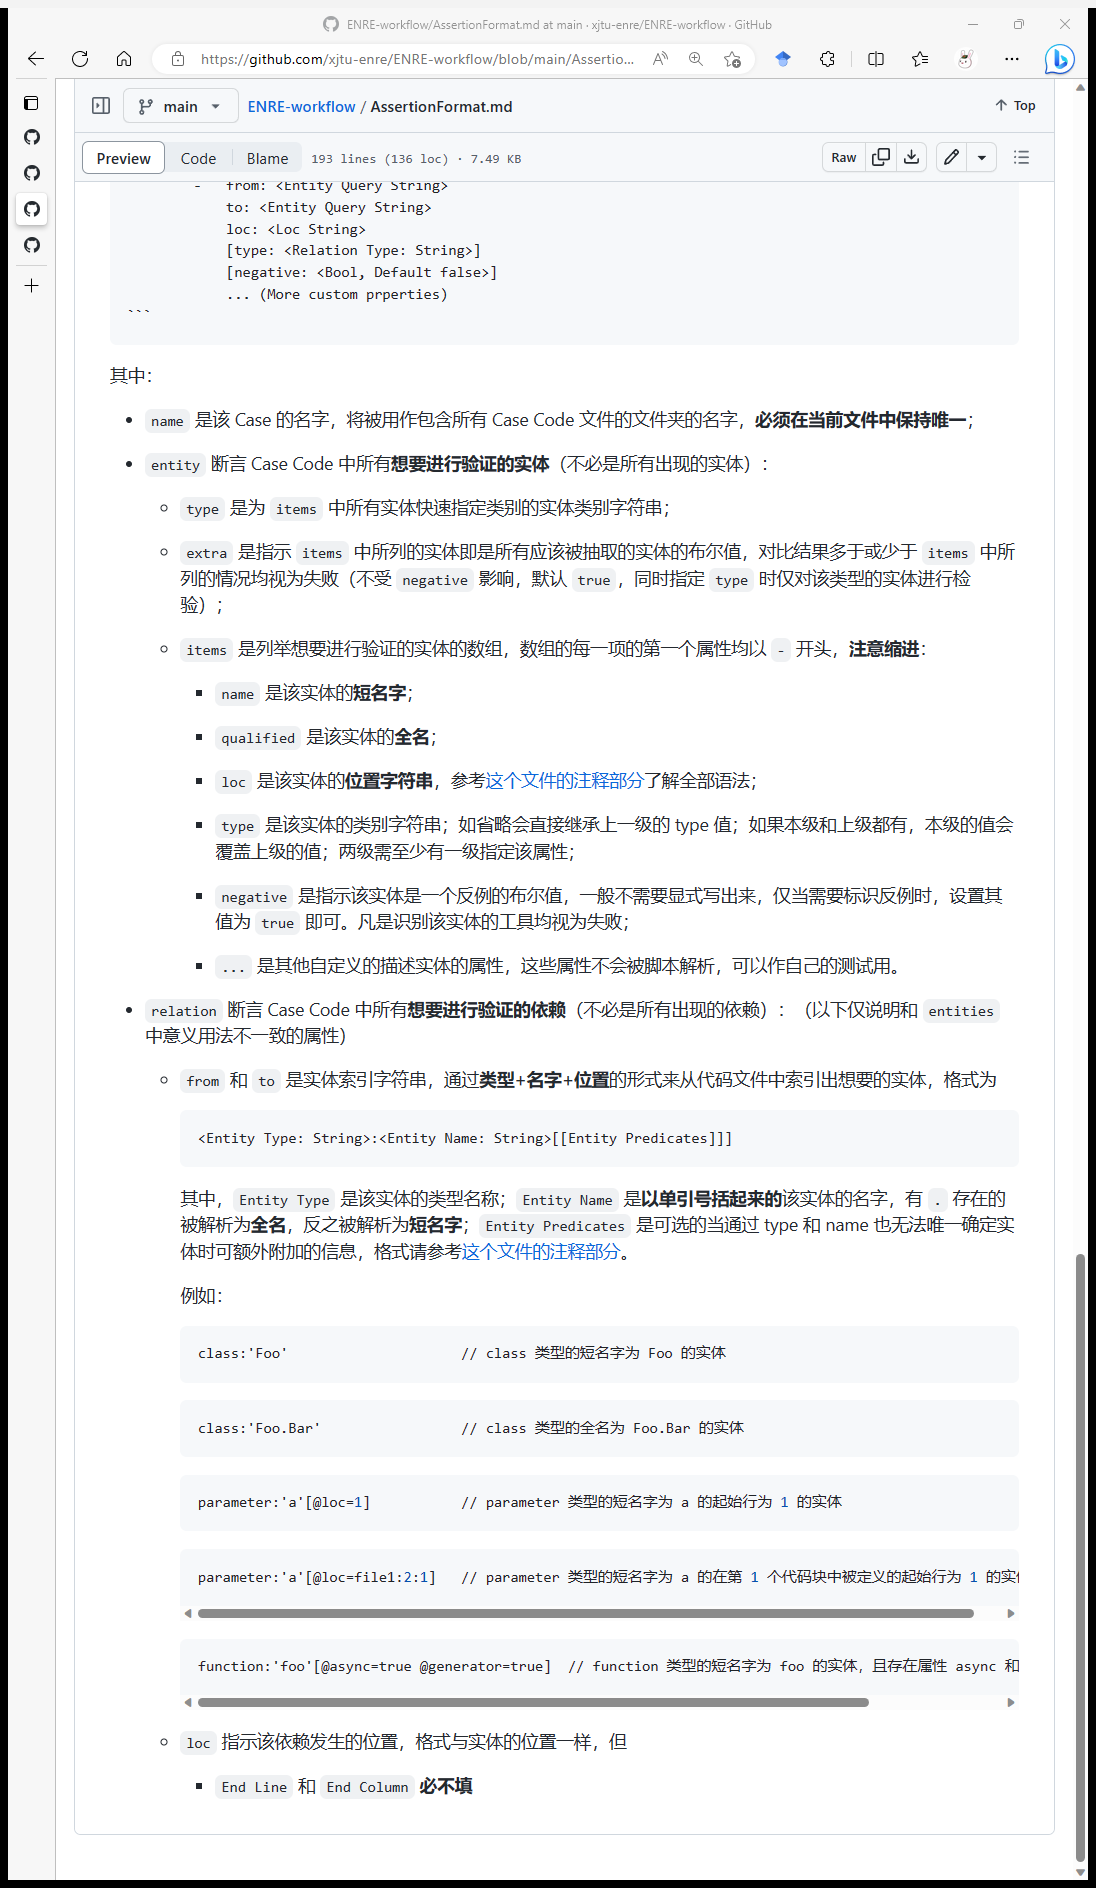 ENRE-workflow/AssertionFormat.md at main · xjtu-enre/ENRE-workflow · GitHub
https://github.com/xjtu-enre/ENRE-workflow/blob/main/Assertio...
main
ENRE-workflow / AssertionFormat.md
Top
Preview
Code
Blame
193 lines (136 loc) · 7.49 KB
Raw
-   from: <Entity Query String>
to: <Entity Query String>
loc: <Loc String>
[type: <Relation Type: String>]
[negative: <Bool, Default false>]
... (More custom prperties)
```
其中：
name 是该 Case 的名字，将被用作包含所有 Case Code 文件的文件夹的名字，必须在当前文件中保持唯一；
entity 断言 Case Code 中所有想要进行验证的实体（不必是所有出现的实体）：
type 是为 items 中所有实体快速指定类别的实体类别字符串；
extra 是指示 items 中所列的实体即是所有应该被抽取的实体的布尔值，对比结果多于或少于 items 中所
列的情况均视为失败（不受 negative 影响，默认 true ，同时指定 type 时仅对该类型的实体进行检
验）；
items 是列举想要进行验证的实体的数组，数组的每一项的第一个属性均以 - 开头，注意缩进：
name 是该实体的短名字；
qualified 是该实体的全名；
loc 是该实体的位置字符串，参考这个文件的注释部分了解全部语法；
type 是该实体的类别字符串；如省略会直接继承上一级的 type 值；如果本级和上级都有，本级的值会
覆盖上级的值；两级需至少有一级指定该属性；
negative 是指示该实体是一个反例的布尔值，一般不需要显式写出来，仅当需要标识反例时，设置其
值为 true 即可。凡是识别该实体的工具均视为失败；
... 是其他自定义的描述实体的属性，这些属性不会被脚本解析，可以作自己的测试用。
relation 断言 Case Code 中所有想要进行验证的依赖（不必是所有出现的依赖）：（以下仅说明和 entities
中意义用法不一致的属性）
from 和 to 是实体索引字符串，通过类型+名字+位置的形式来从代码文件中索引出想要的实体，格式为
<Entity Type: String>:<Entity Name: String>[[Entity Predicates]]]
其中， Entity Type 是该实体的类型名称； Entity Name 是以单引号括起来的该实体的名字，有 . 存在的
被解析为全名，反之被解析为短名字； Entity Predicates 是可选的当通过 type 和 name 也无法唯一确定实
体时可额外附加的信息，格式请参考这个文件的注释部分。
例如：
class:'Foo'                     // class 类型的短名字为 Foo 的实体
class:'Foo.Bar'                 // class 类型的全名为 Foo.Bar 的实体
parameter:'a'[@loc=1]           // parameter 类型的短名字为 a 的起始行为 1 的实体
parameter:'a'[@loc=file1:2:1]   // parameter 类型的短名字为 a 的在第 1 个代码块中被定义的起始行为 1 的实
function:'foo'[@async=true @generator=true]  // function 类型的短名字为 foo 的实体，且存在属性 async 和
loc 指示该依赖发生的位置，格式与实体的位置一样，但
End Line 和 End Column 必不填